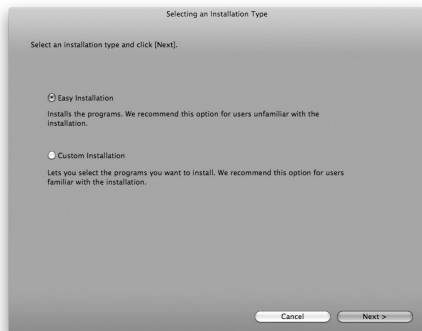 Selecting an Installation Type
Select an installation type and click [Next].
Easy Installation
Installs the programs. We recommend this option for users unfamiliar with the
installation.
Custom Installation
Lets you select the programs you want to install. We recommend this option for users
familiar with the installation.
Cancel
Next >